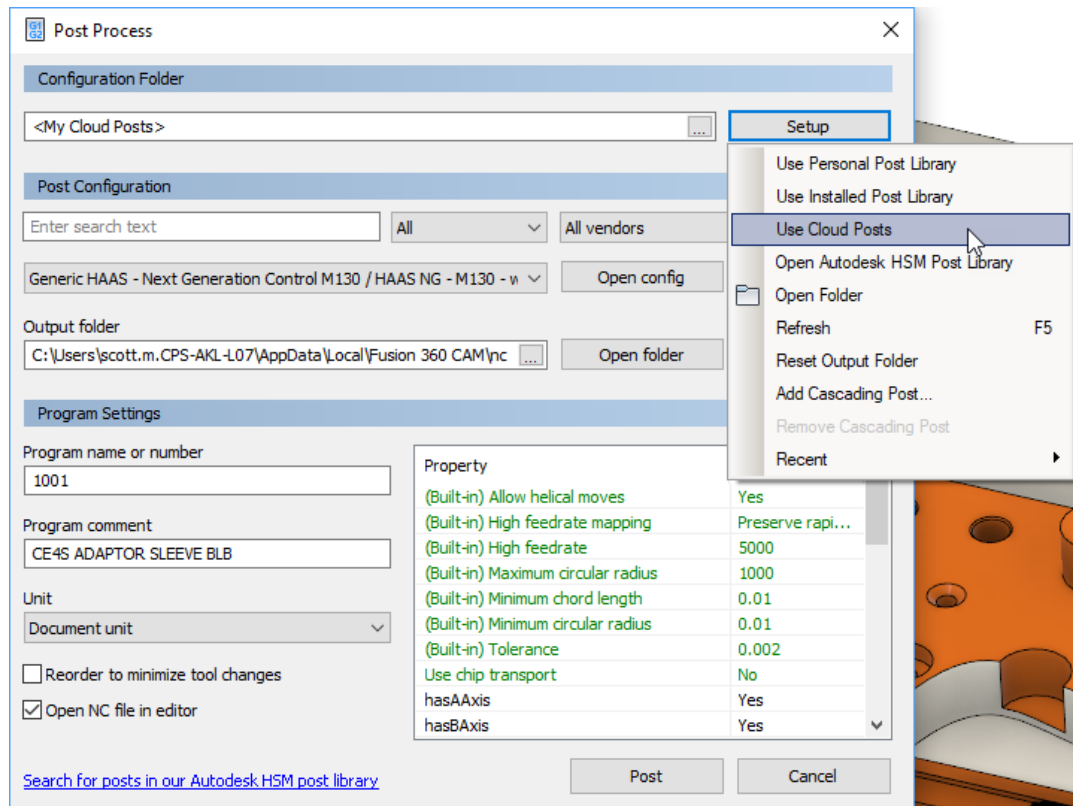 G1
G2
Post Process
Configuration Folder
<My Cloud Posts>
...
Setup
Use Personal Post Library
Use Installed Post Library
Use Cloud Posts
Open Autodesk HSM Post Library
Open Folder
Refresh F5
Reset Output Folder
Add Cascading Post...
Remove Cascading Post
Recent
Post Configuration
Enter search text
All
All vendors
Generic HAAS - Next Generation Control M130 / HAAS NG - M130 - w
Open config
Output folder
C:\Users\scott.m.CPS-AKL-L07\AppData\Local\Fusion 360 CAM\nc
...
Open folder
Program Settings
Program name or number
1001
Program comment
CE4S ADAPTOR SLEEVE BLB
Unit
Document unit
Reorder to minimize tool changes
Open NC file in editor
Property
(Built-in) Allow helical moves Yes
(Built-in) High feedrate mapping Preserve rapi...
(Built-in) High feedrate 5000
(Built-in) Maximum circular radius 1000
(Built-in) Minimum chord length 0.01
(Built-in) Minimum circular radius 0.01
(Built-in) Tolerance 0.002
Use chip transport No
hasAAxis Yes
hasBAxis Yes
Search for posts in our Autodesk HSM post library
Post
Cancel